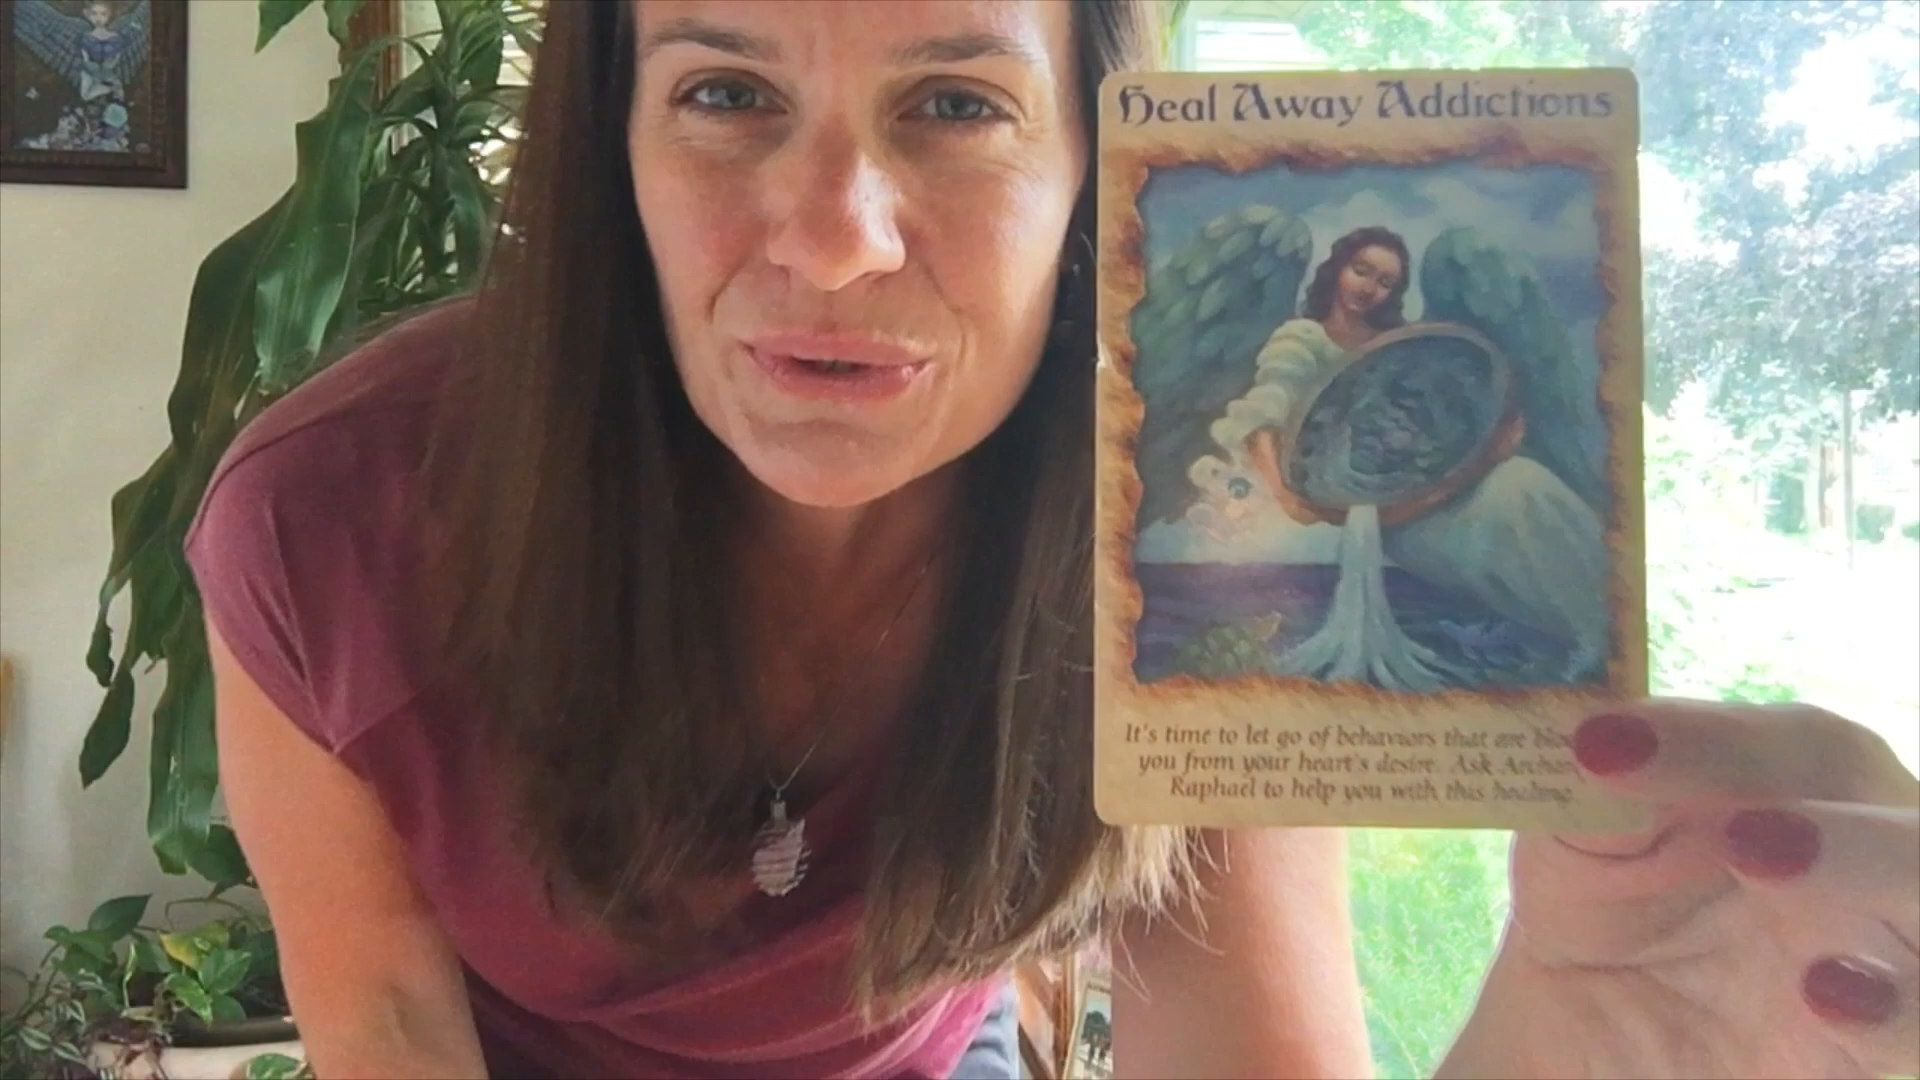 Heal Away Addictions
It's time to let go of behaviors that are
you from your heart's desire. Ask
Raphael to help you with this healing.